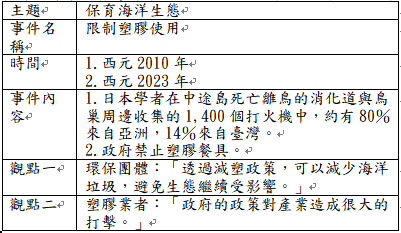 主題 保育海洋生態
事件名 限制塑膠使用
稱
時間 1.西元 2010 年
2.西元 2023 年
事件內 1.日本學者在中途島死亡雛鳥的消化道與鳥
容 巢周邊收集的 1,400 個打火機中，約有 80%
來自亞洲，14%來自臺灣。
2.政府禁止塑膠餐具。
觀點一 環保團體：「透過減塑政策，可以減少海洋
垃圾，避免生態繼續受影響。」
觀點二 塑膠業者：「政府的政策對產業造成很大的
打擊。」